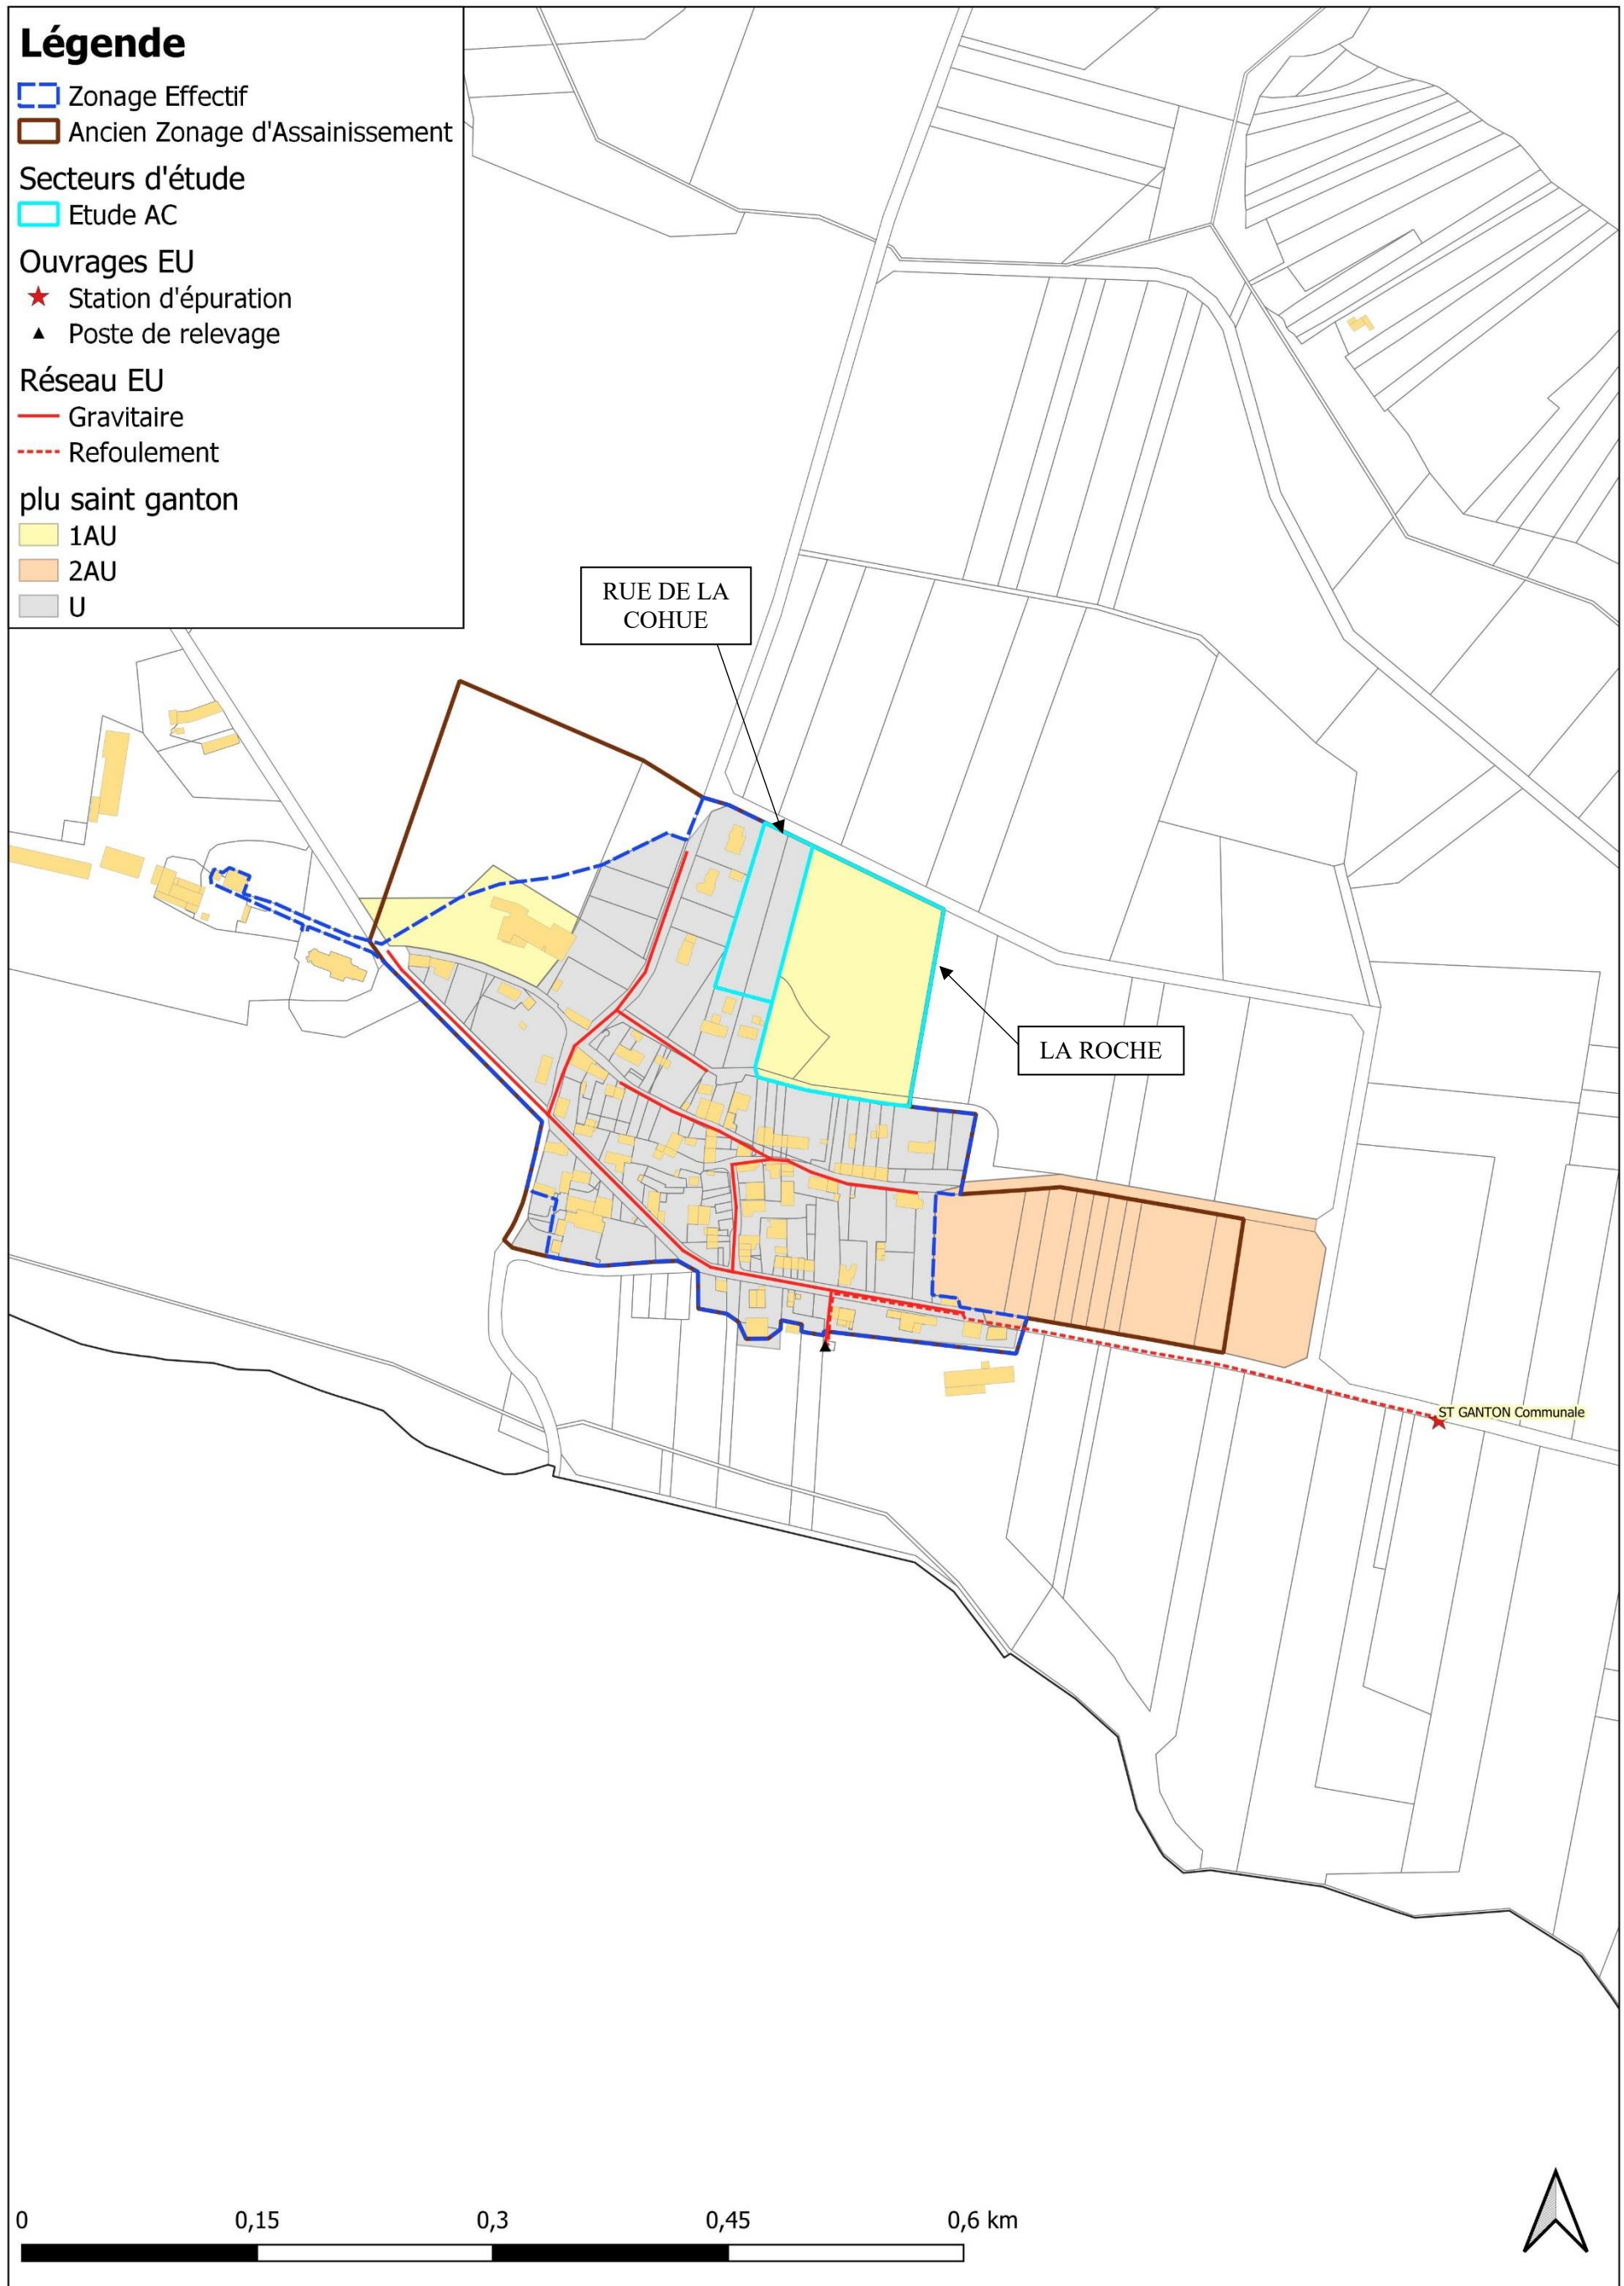 Légende
Zonage Effectif
Ancien Zonage d'Assainissement
Secteurs d'étude
Etude AC
Ouvrages EU
Station d'épuration
Poste de relevage
Réseau EU
Gravitaire
Refoulement
plu saint ganton
1AU
2AU
U
RUE DE LA
COHUE
LA ROCHE
ST GANTON Communale
0 0,15 0,3 0,45 0,6 km